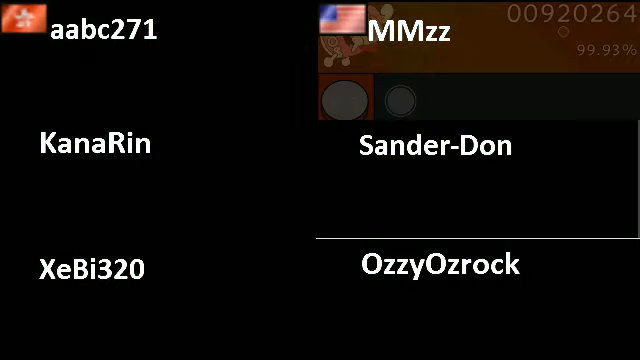 aabc271
MMzz
00920264
99.93%
KanaRin
Sander-Don
XeBi320
OzzyOzrock